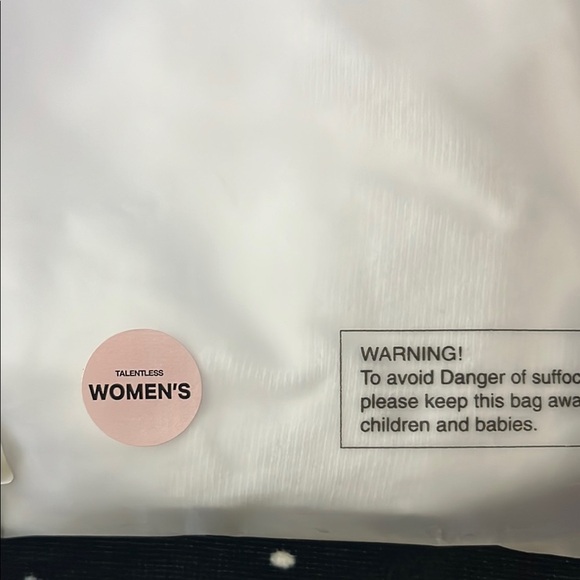 TALENTLESS
WOMEN'S
WARNING!
To avoid Danger of suffoc
please keep this bag awa
children and babies.